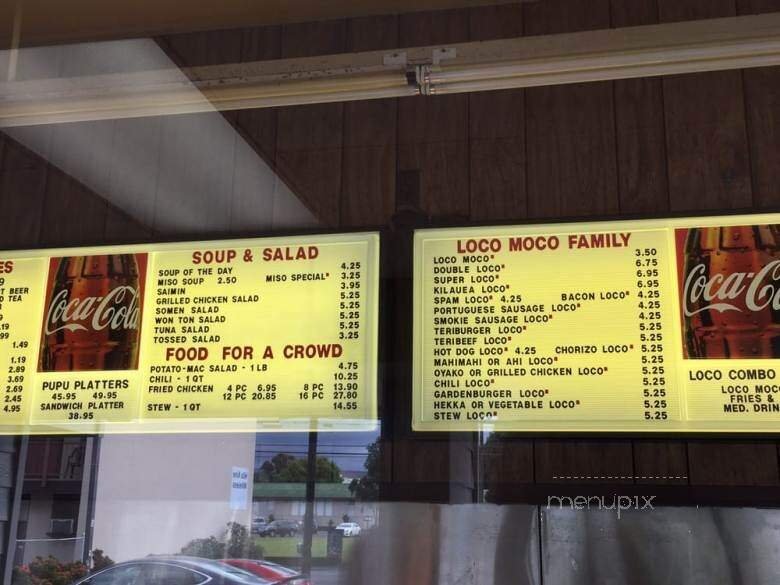 ES
9
T BEER
D TEA
9
.19
.99
1.49
1.19
2.89
3.69
2.69
2.45
4.95
Coca-Cola
PUPU PLATTERS
45.95 49.95
SANDWICH PLATTER
38.95
SOUP & SALAD
SOUP OF THE DAY 4.25
MISO SOUP 2.50 MISO SPECIAL 3.25
SAIMIN 3.95
GRILLED CHICKEN SALAD 5.25
SOMEN SALAD 5.25
WON TON SALAD 5.25
TUNA SALAD 5.25
TOSSED SALAD 3.25
FOOD FOR A CROWD
POTATO-MAC SALAD - 1 LB 4.75
CHILI - 1 QT 10.25
FRIED CHICKEN 4 PC 6.95 8 PC 13.90
12 PC 20.85 16 PC 27.80
STEW - 1 QT 14.55
LOCO MOCO FAMILY
LOCO MOCO 3.50
DOUBLE LOCO 6.75
SUPER LOCO 6.95
KILAUEA LOCO 6.95
SPAM LOCO 4.25 BACON LOCO 4.25
PORTUGUESE SAUSAGE LOCO 4.25
SMOKIE SAUSAGE LOCO 4.25
TERIBURGER LOCO 5.25
TERIBEEF LOCO 5.25
HOT DOG LOCO 4.25 CHORIZO LOCO 5.25
MAHIMAHI OR AHI LOCO 5.25
OYAKO OR GRILLED CHICKEN LOCO 5.25
CHILI LOCO 5.25
GARDENBURGER LOCO 5.25
HEKKA OR VEGETABLE LOCO 5.25
STEW LOCO 5.25
Coca-Cola
LOCO COMBO
LOCO MOCO
FRIES &
MED. DRIN
menupix